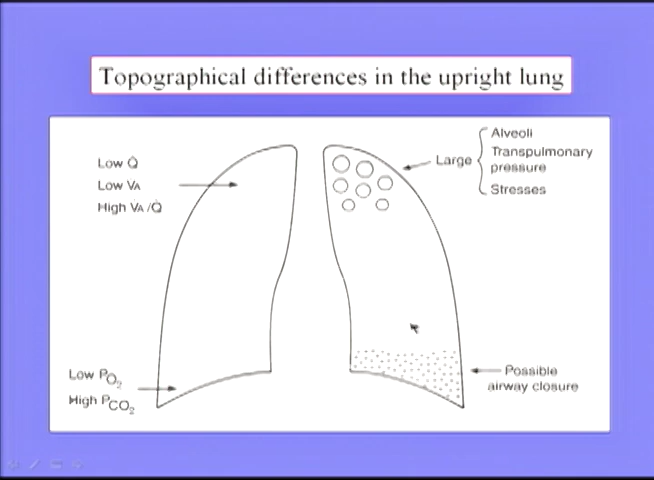 Topographical differences in the upright lung
Low Q̇
Low VA
High VA/Q̇
Large
Alveoli
Transpulmonary
pressure
Stresses
Low PO2
High PCO2
Possible
airway closure